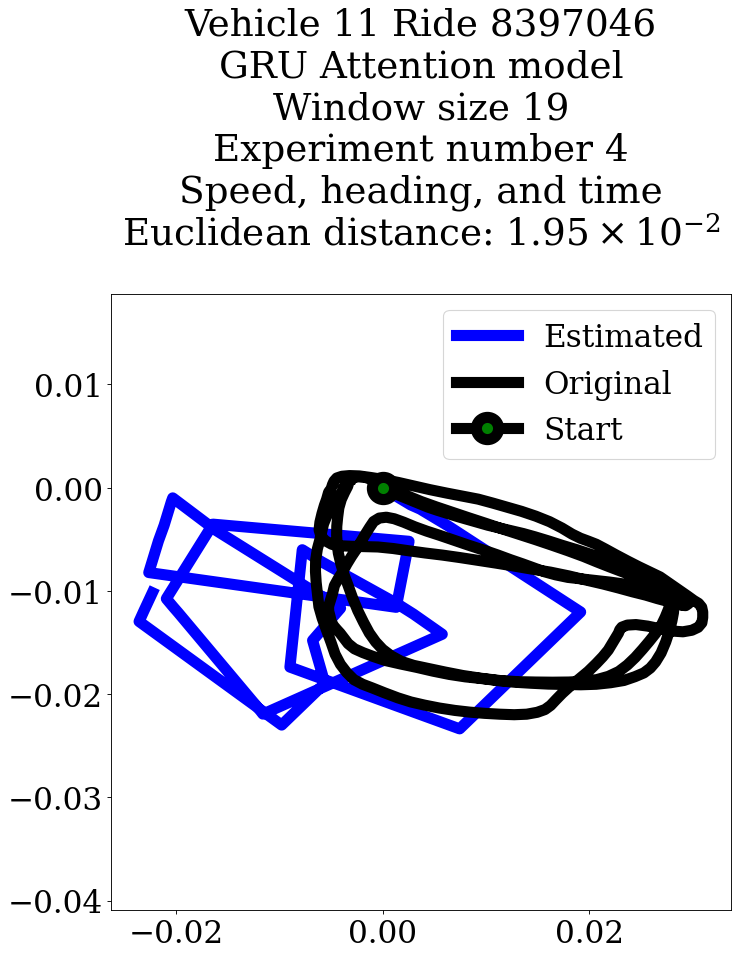 Vehicle 11 Ride 8397046
GRU Attention model
Window size 19
Experiment number 4
Speed, heading, and time
Euclidean distance: 1.95 × 10⁻²
Estimated
Original
Start
0.01
0.00
−0.01
−0.02
−0.03
−0.04
−0.02
0.00
0.02